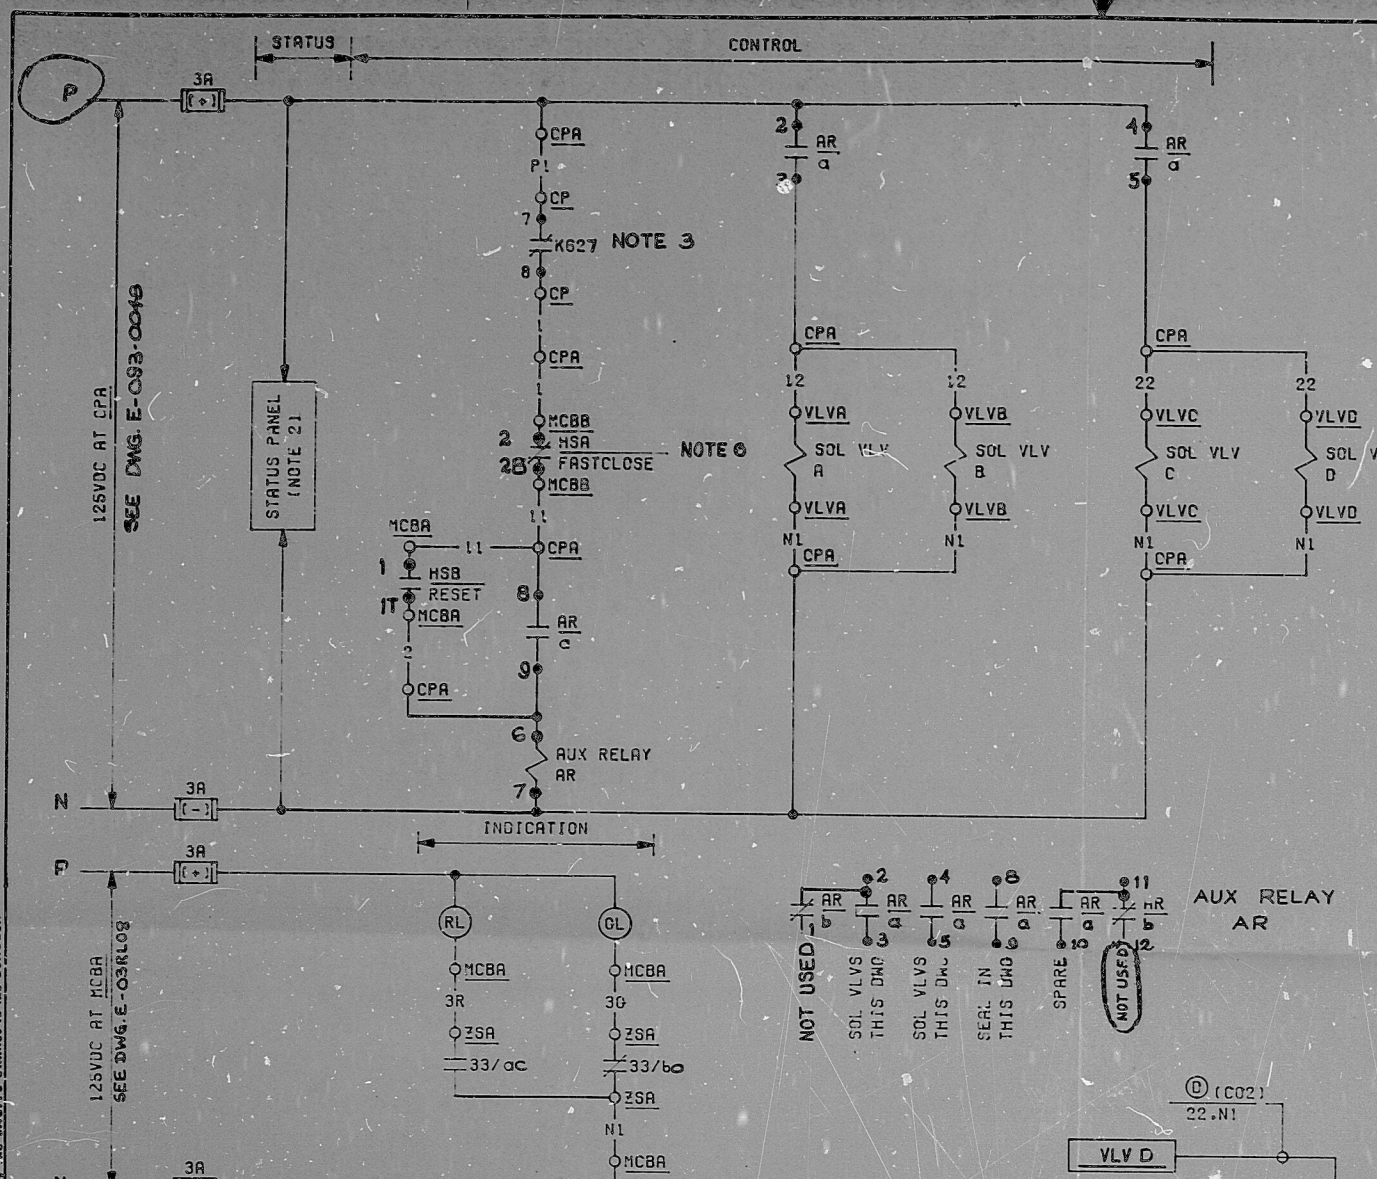 STATUS
CONTROL
P
3A
(+)
125VDC AT CPA
SEE DWG. E-093-0048
STATUS PANEL
(NOTE 2)
CPA
P1
CP
7
K627 NOTE 3
8
CP
1
CPA
1
MCBB
2 HSA
FASTCLOSE
NOTE 6
2B
MCBB
11
CPA
MCBA
11
1
HSB
RESET
1T
MCBA
2
CPA
8
AR
9
6
AUX RELAY
AR
7
2
AR
a
3
CPA
12
VLVA
SOL VLV
A
VLVA
N1
CPA
12
VLVB
SOL VLV
B
VLVB
N1
4
AR
a
5
CPA
22
VLVC
SOL VLV
C
VLVC
N1
CPA
22
VLVD
SOL V
D
VLVD
N1
N
3A
(-)
INDICATION
P
3A
(+)
125VDC AT MCBA
SEE DWG. E-03RL08
RL
MCBA
3R
ZSA
33/ac
GL
MCBA
3G
ZSA
33/bo
ZSA
N1
MCBA
3A
AR
b
1
NOT USED
2
AR
a
3
SOL VLVS
THIS DWG
4
AR
a
5
SOL VLVS
THIS DWG
8
AR
a
9
SEAL IN
THIS DWG
AR
a
10
SPARE
11
AR
b
12
NOT USED
AUX RELAY
AR
D (C02)
22.N1
VLV D